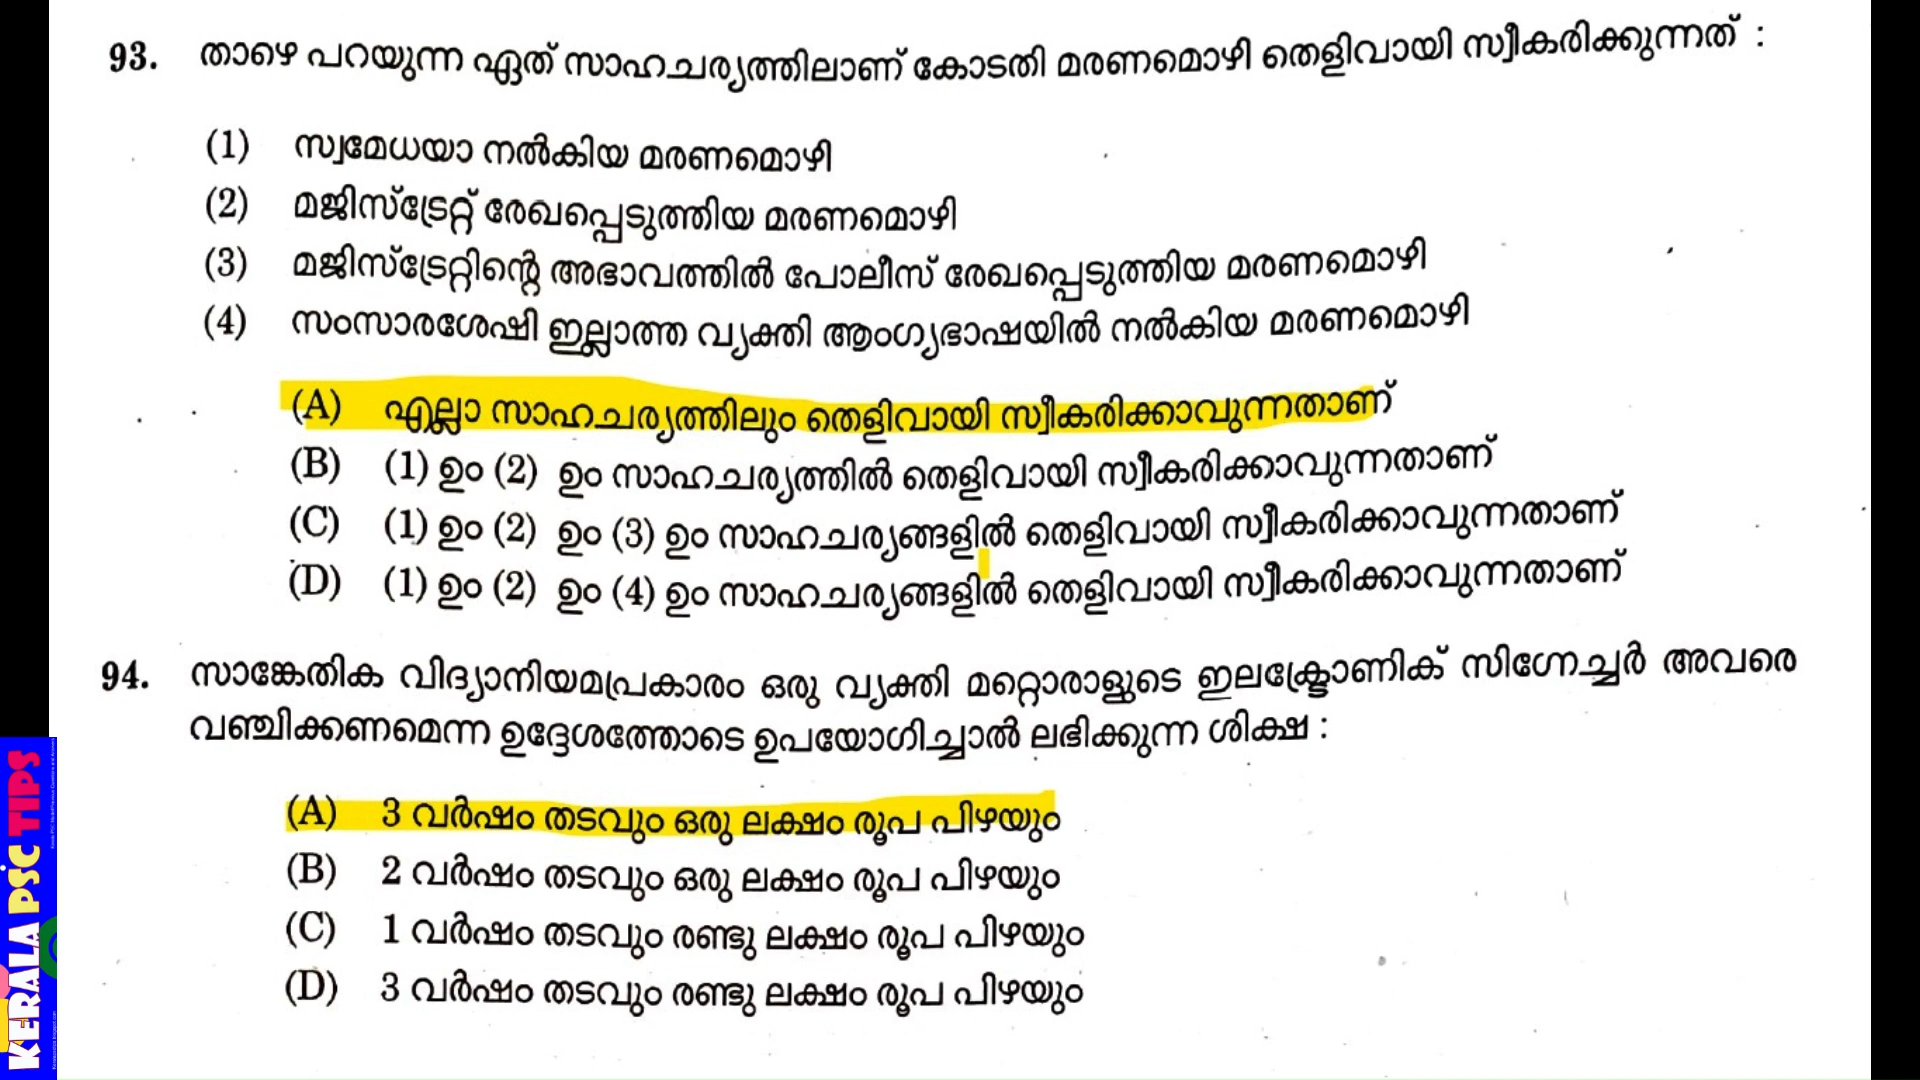 93. താഴെ പറയുന്ന ഏത് സാഹചര്യത്തിലാണ് കോടതി മരണമൊഴി തെളിവായി സ്വീകരിക്കുന്നത് :
(1) സ്വമേധയാ നൽകിയ മരണമൊഴി
(2) മജിസ്ട്രേറ്റ് രേഖപ്പെടുത്തിയ മരണമൊഴി
(3) മജിസ്ട്രേറ്റിന്റെ അഭാവത്തിൽ പോലീസ് രേഖപ്പെടുത്തിയ മരണമൊഴി
(4) സംസാരശേഷി ഇല്ലാത്ത വ്യക്തി ആംഗ്യഭാഷയിൽ നൽകിയ മരണമൊഴി
(A) എല്ലാ സാഹചര്യത്തിലും തെളിവായി സ്വീകരിക്കാവുന്നതാണ്
(B) (1) ഉം (2) ഉം സാഹചര്യത്തിൽ തെളിവായി സ്വീകരിക്കാവുന്നതാണ്
(C) (1) ഉം (2) ഉം (3) ഉം സാഹചര്യങ്ങളിൽ തെളിവായി സ്വീകരിക്കാവുന്നതാണ്
(D) (1) ഉം (2) ഉം (4) ഉം സാഹചര്യങ്ങളിൽ തെളിവായി സ്വീകരിക്കാവുന്നതാണ്
94. സാങ്കേതിക വിദ്യാനിയമപ്രകാരം ഒരു വ്യക്തി മറ്റൊരാളുടെ ഇലക്ട്രോണിക് സിഗ്നേച്ചർ അവരെ
വഞ്ചിക്കണമെന്ന ഉദ്ദേശത്തോടെ ഉപയോഗിച്ചാൽ ലഭിക്കുന്ന ശിക്ഷ :
(A) 3 വർഷം തടവും ഒരു ലക്ഷം രൂപ പിഴയും
(B) 2 വർഷം തടവും ഒരു ലക്ഷം രൂപ പിഴയും
(C) 1 വർഷം തടവും രണ്ടു ലക്ഷം രൂപ പിഴയും
(D) 3 വർഷം തടവും രണ്ടു ലക്ഷം രൂപ പിഴയും
KERALA PSC TIPS